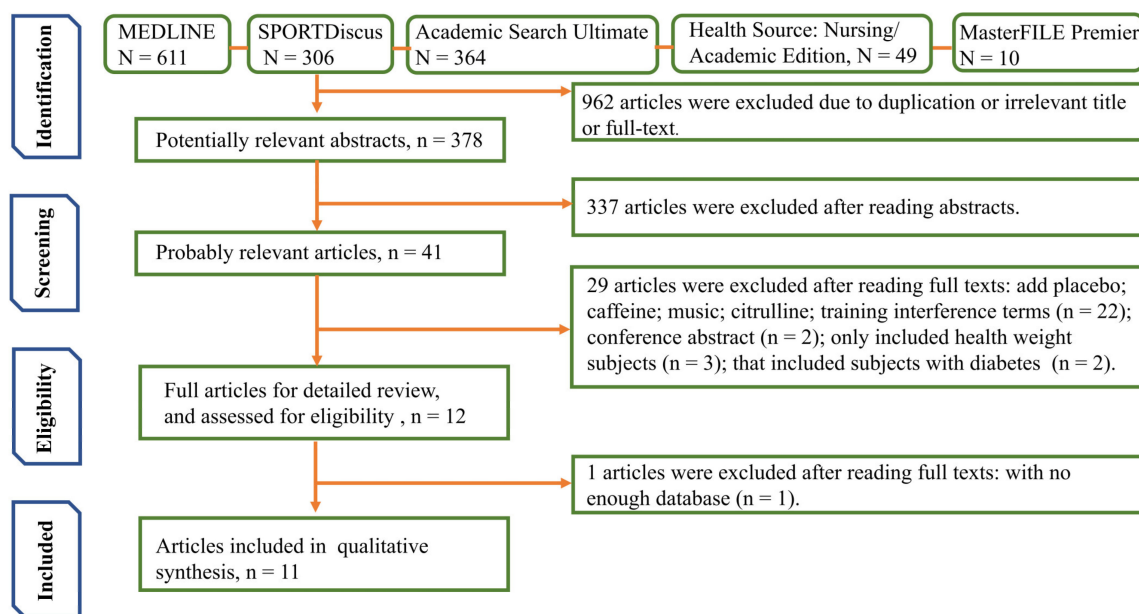 Identification
MEDLINE
N = 611
SPORTDiscus
N = 306
Academic Search Ultimate
N = 364
Health Source: Nursing/
Academic Edition, N = 49
MasterFILE Premier
N = 10
962 articles were excluded due to duplication or irrelevant title
or full-text.
Potentially relevant abstracts, n = 378
Screening
337 articles were excluded after reading abstracts.
Probably relevant articles, n = 41
29 articles were excluded after reading full texts: add placebo;
caffeine; music; citrulline; training interference terms (n = 22);
conference abstract (n = 2); only included health weight
subjects (n = 3); that included subjects with diabetes (n = 2).
Eligibility
Full articles for detailed review,
and assessed for eligibility , n = 12
1 articles were excluded after reading full texts: with no
enough database (n = 1).
Included
Articles included in qualitative
synthesis, n = 11